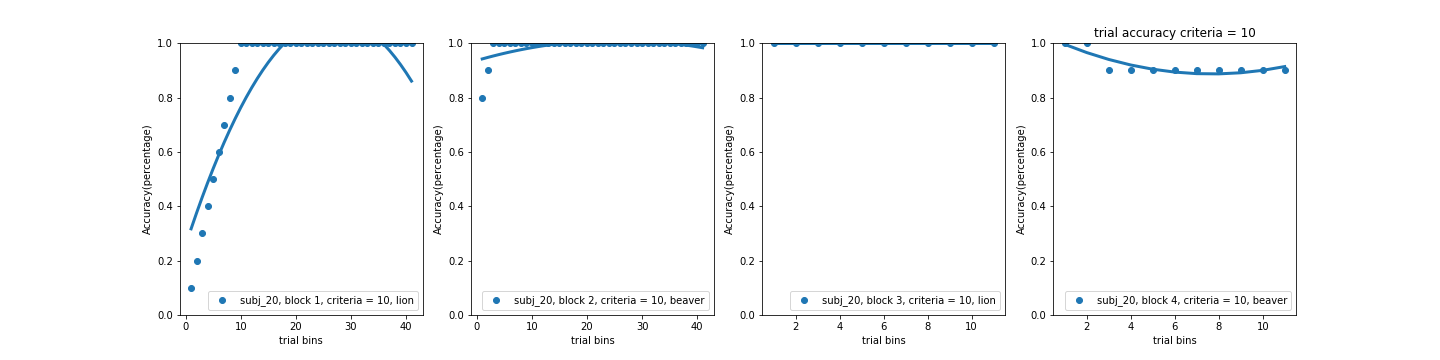 trial accuracy criteria = 10
1.0
0.8
0.6
0.4
0.2
0.0
Accuracy(percentage)
subj_20, block 1, criteria = 10, lion
0 10 20 30 40
trial bins
1.0
0.8
0.6
0.4
0.2
0.0
Accuracy(percentage)
subj_20, block 2, criteria = 10, beaver
0 10 20 30 40
trial bins
1.0
0.8
0.6
0.4
0.2
0.0
Accuracy(percentage)
subj_20, block 3, criteria = 10, lion
2 4 6 8 10
trial bins
1.0
0.8
0.6
0.4
0.2
0.0
Accuracy(percentage)
subj_20, block 4, criteria = 10, beaver
2 4 6 8 10
trial bins